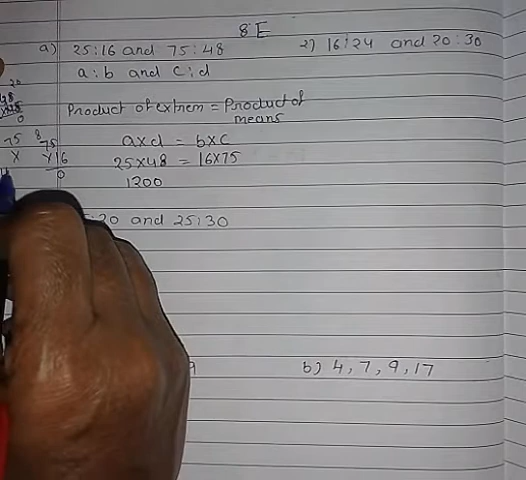 8 E
a) 25:16 and 75:48
2) 16:24 and 20:30
a:b and c:d
Product of extrem = Product of
means
a×d = b×c
25×48 = 16×75
1200
:20 and 25:30
b) 4, 7, 9, 17